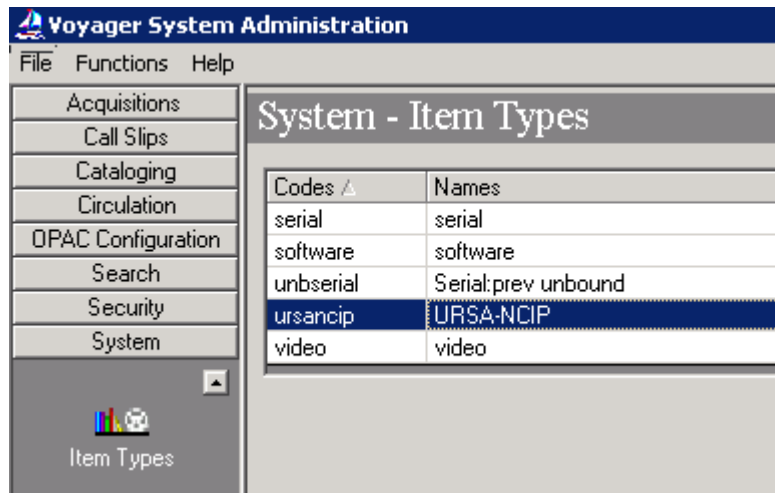 Voyager System Administration
File Functions Help
Acquisitions
Call Slips
Cataloging
Circulation
OPAC Configuration
Search
Security
System
Item Types
System - Item Types
Codes Names
serial serial
software software
unbserial Serial:prev unbound
ursancip URSA-NCIP
video video